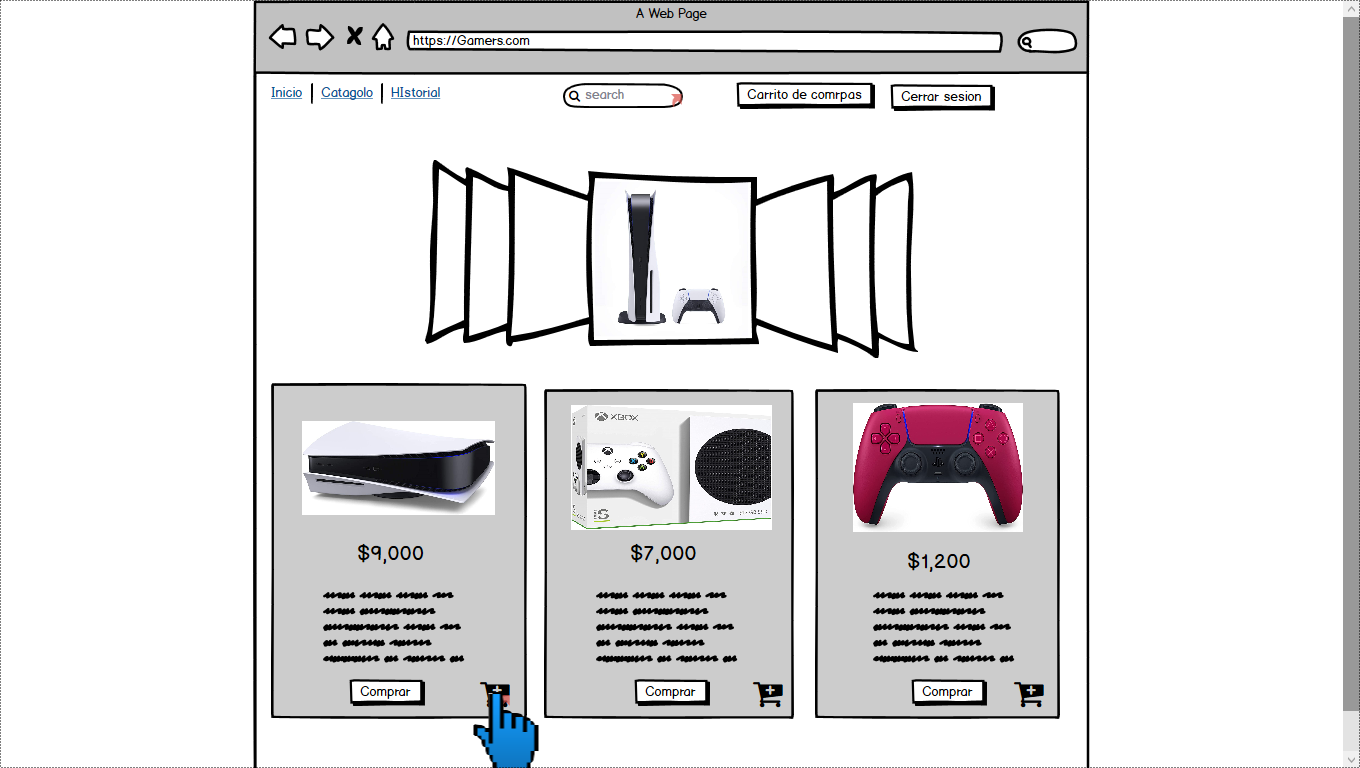 A Web Page
https://Gamers.com
Inicio Catagolo HIstorial search Carrito de comrpas Cerrar sesion
XBOX
S
$9,000 $7,000 $1,200
Comprar Comprar Comprar